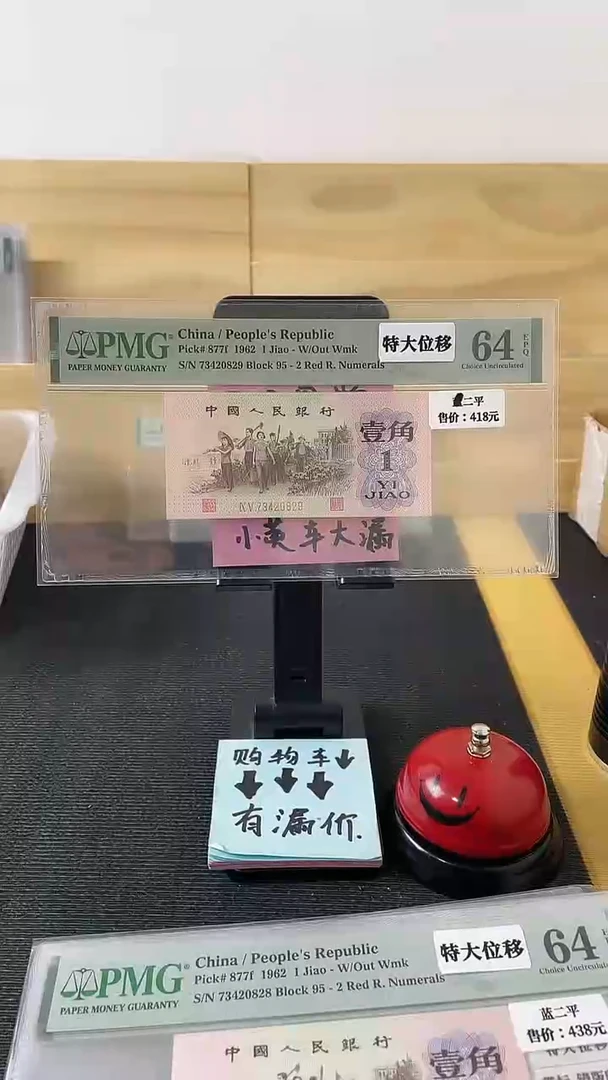 PMG
PAPER MONEY GUARANTY
China / People's Republic
Pick# 877f 1962 1 Jiao - W/Out Wmk
S/N 73420829 Block 95 - 2 Red R. Numerals
特大位移
64
EPQ
Choice Uncirculated
二平
售价：418元
中國人民銀行
壹角
1
YI
JIAO
73420829
小英车大漏
购物车↓
↓↓↓
有漏价.
PMG
PAPER MONEY GUARANTY
China / People's Republic
Pick# 877f 1962 1 Jiao - W/Out Wmk
S/N 73420828 Block 95 - 2 Red R. Numerals
特大位移
64
Choice Uncircula
蓝二平
售价：438元
中國人民銀行
壹角